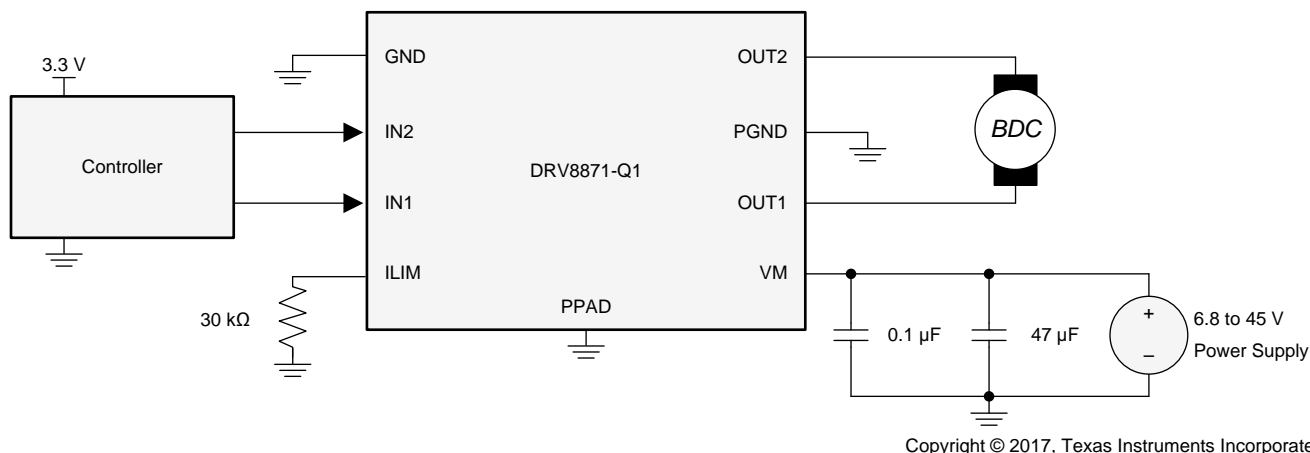 3.3 V
Controller
GND
IN2
IN1
ILIM
30 kΩ
DRV8871-Q1
PPAD
OUT2
PGND
OUT1
VM
BDC
0.1 µF
47 µF
+
–
6.8 to 45 V
Power Supply
Copyright © 2017, Texas Instruments Incorporate